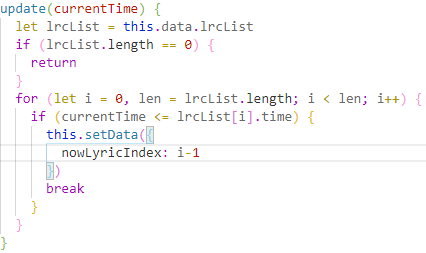 update(currentTime) {
  let lrcList = this.data.lrcList
  if (lrcList.length == 0) {
    return
  }
  for (let i = 0, len = lrcList.length; i < len; i++) {
    if (currentTime <= lrcList[i].time) {
      this.setData({
        nowLyricIndex: i-1
      })
      break
    }
  }
}